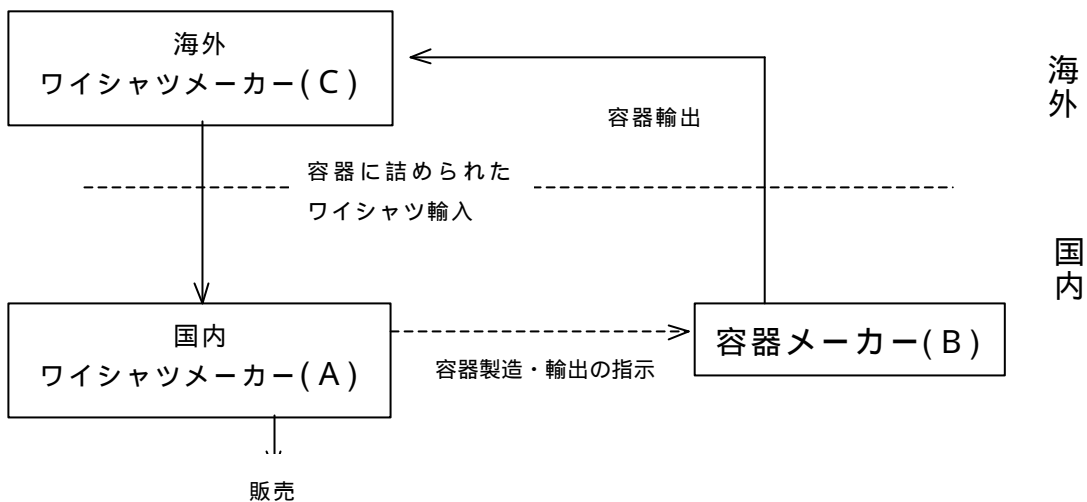 海外
ワイシャツメーカー(C)
容器輸出
海外
容器に詰められた
ワイシャツ輸入
国内
国内
ワイシャツメーカー(A)
容器製造・輸出の指示
容器メーカー(B)
販売